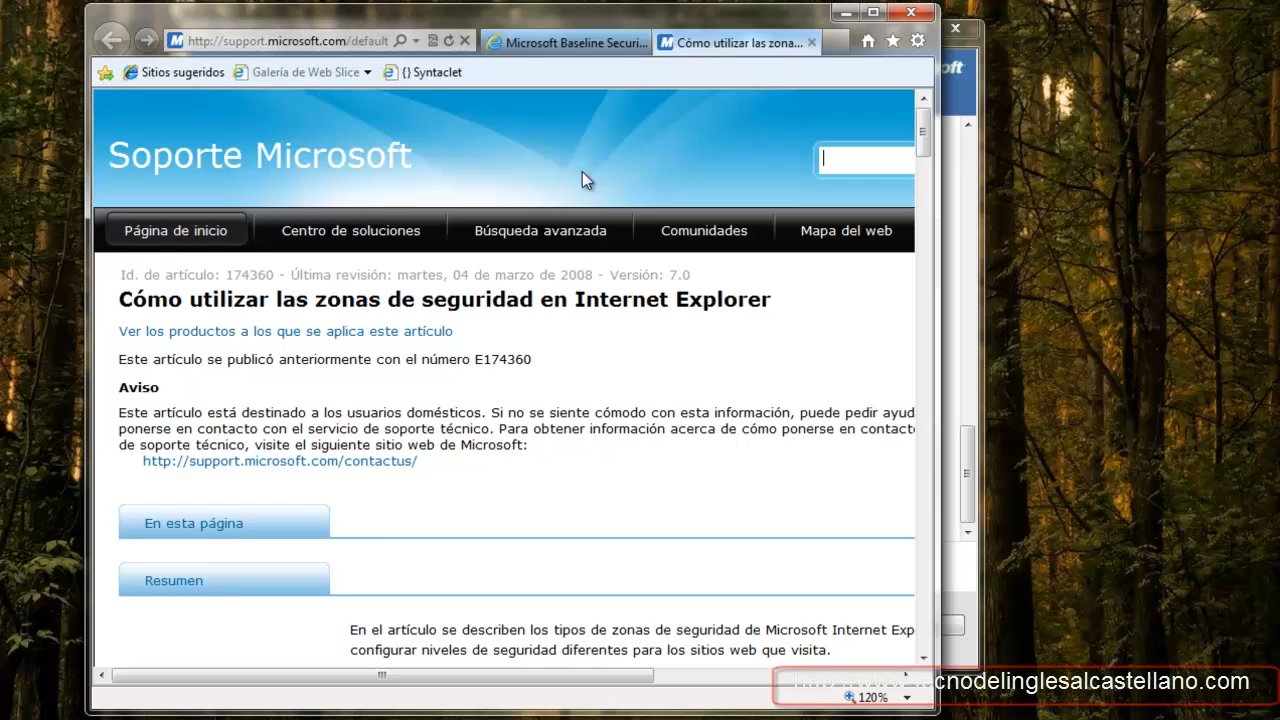 http://support.microsoft.com/default
Microsoft Baseline Securi...
Cómo utilizar las zona...
Sitios sugeridos
Galería de Web Slice
{} Syntaclet
Soporte Microsoft
Página de inicio
Centro de soluciones
Búsqueda avanzada
Comunidades
Mapa del web
Id. de artículo: 174360 - Última revisión: martes, 04 de marzo de 2008 - Versión: 7.0
Cómo utilizar las zonas de seguridad en Internet Explorer
Ver los productos a los que se aplica este artículo
Este artículo se publicó anteriormente con el número E174360
Aviso
Este artículo está destinado a los usuarios domésticos. Si no se siente cómodo con esta información, puede pedir ayud
ponerse en contacto con el servicio de soporte técnico. Para obtener información acerca de cómo ponerse en contacto
de soporte técnico, visite el siguiente sitio web de Microsoft:
http://support.microsoft.com/contactus/
En esta página
Resumen
En el artículo se describen los tipos de zonas de seguridad de Microsoft Internet Exp
configurar niveles de seguridad diferentes para los sitios web que visita.
http://www.tecnodelinglesalcastellano.com
120%